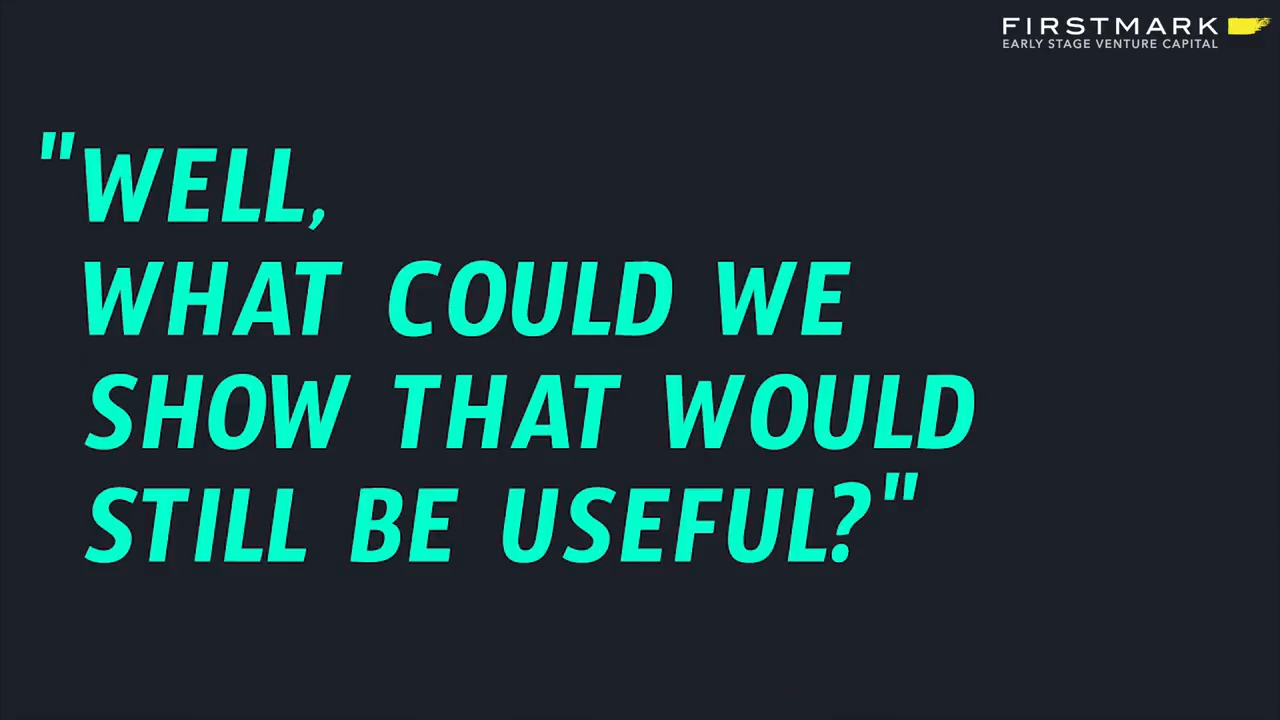 FIRSTMARK
EARLY STAGE VENTURE CAPITAL
"WELL,
WHAT COULD WE
SHOW THAT WOULD
STILL BE USEFUL?"